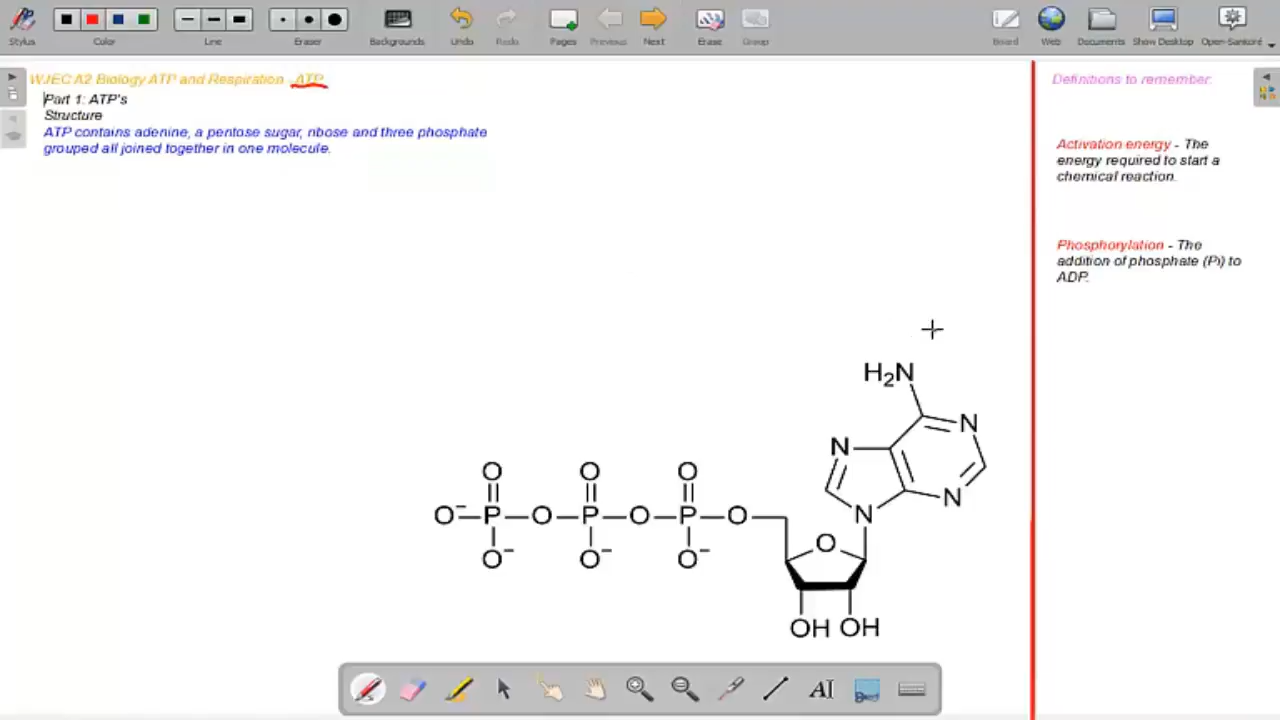 Stylus
Color
Line
Eraser
Backgrounds
Undo
Redo
Pages
Previous
Next
Erase
Group
Board
Web
Documents
Show Desktop
Open-Sankoré
WJEC A2 Biology ATP and Respiration - ATP
Part 1: ATP's
Structure
ATP contains adenine, a pentose sugar, ribose and three phosphate
grouped all joined together in one molecule.
Definitions to remember:
Activation energy - The
energy required to start a
chemical reaction.
Phosphorylation - The
addition of phosphate (Pi) to
ADP.
H₂N
N
N
N
N
O O O
O⁻ P O P O P O
O⁻ O⁻ O⁻
O
OH OH
AI